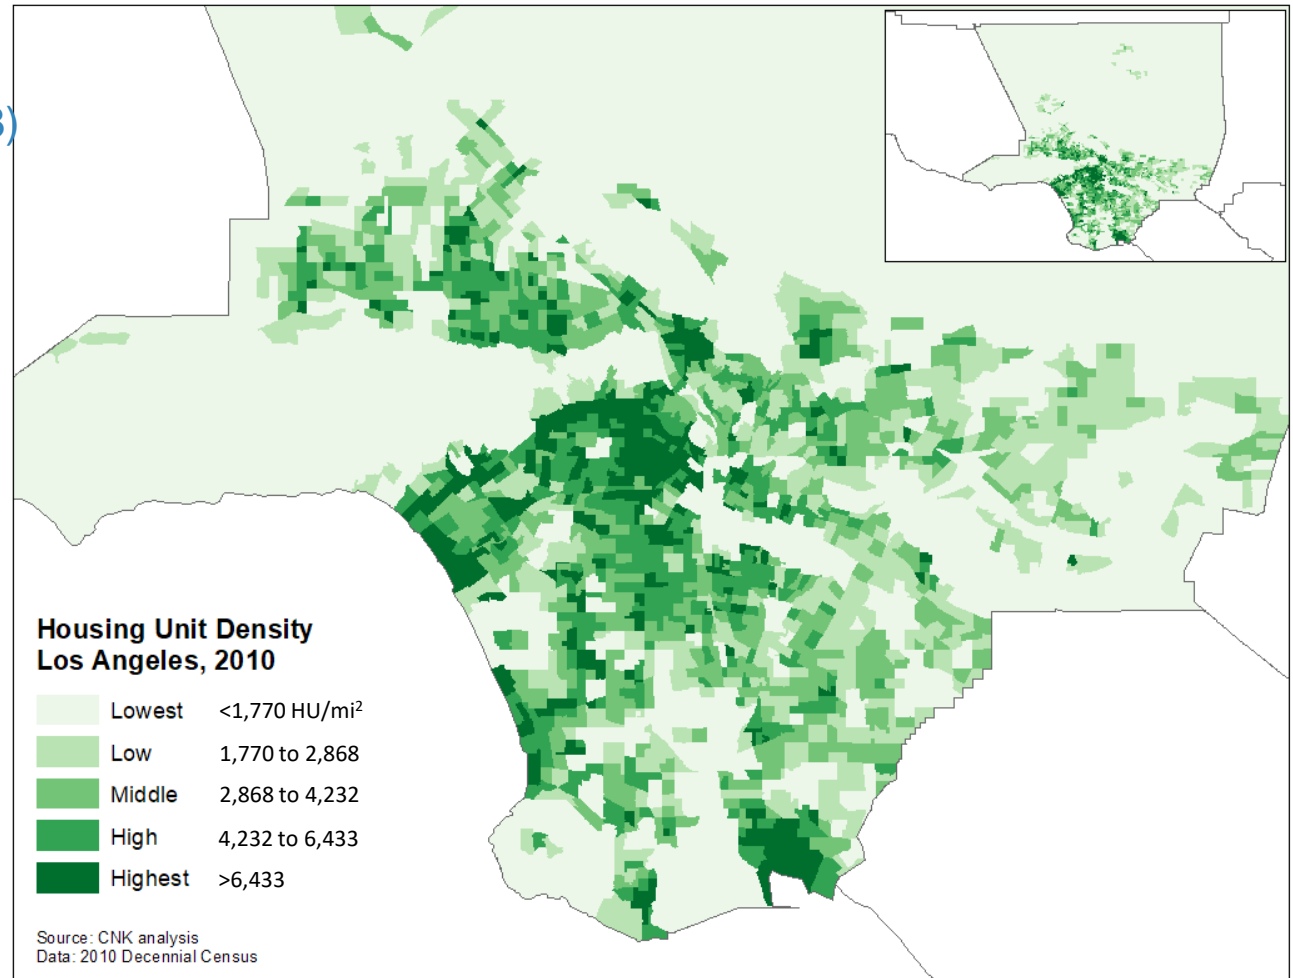 3)
Housing Unit Density
Los Angeles, 2010
Lowest <1,770 HU/mi²
Low 1,770 to 2,868
Middle 2,868 to 4,232
High 4,232 to 6,433
Highest >6,433
Source: CNK analysis
Data: 2010 Decennial Census